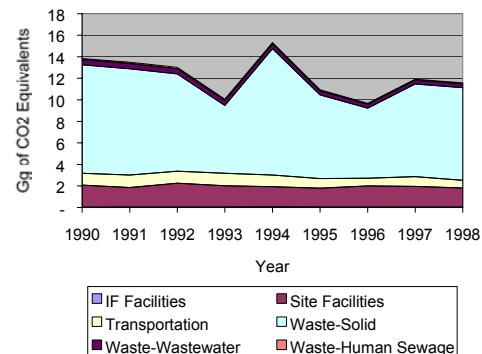 18
16
14
12
10
8
6
4
2
-
Gg of CO2 Equivalents
1990 1991 1992 1993 1994 1995 1996 1997 1998
Year
IF Facilities Site Facilities
Transportation Waste-Solid
Waste-Wastewater Waste-Human Sewage